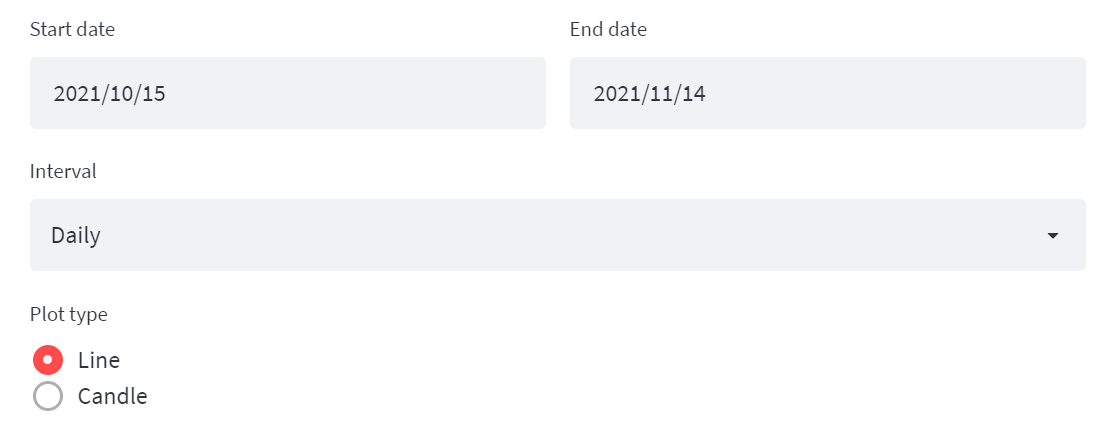 Start date
End date
2021/10/15
2021/11/14
Interval
Daily
Plot type
Line
Candle